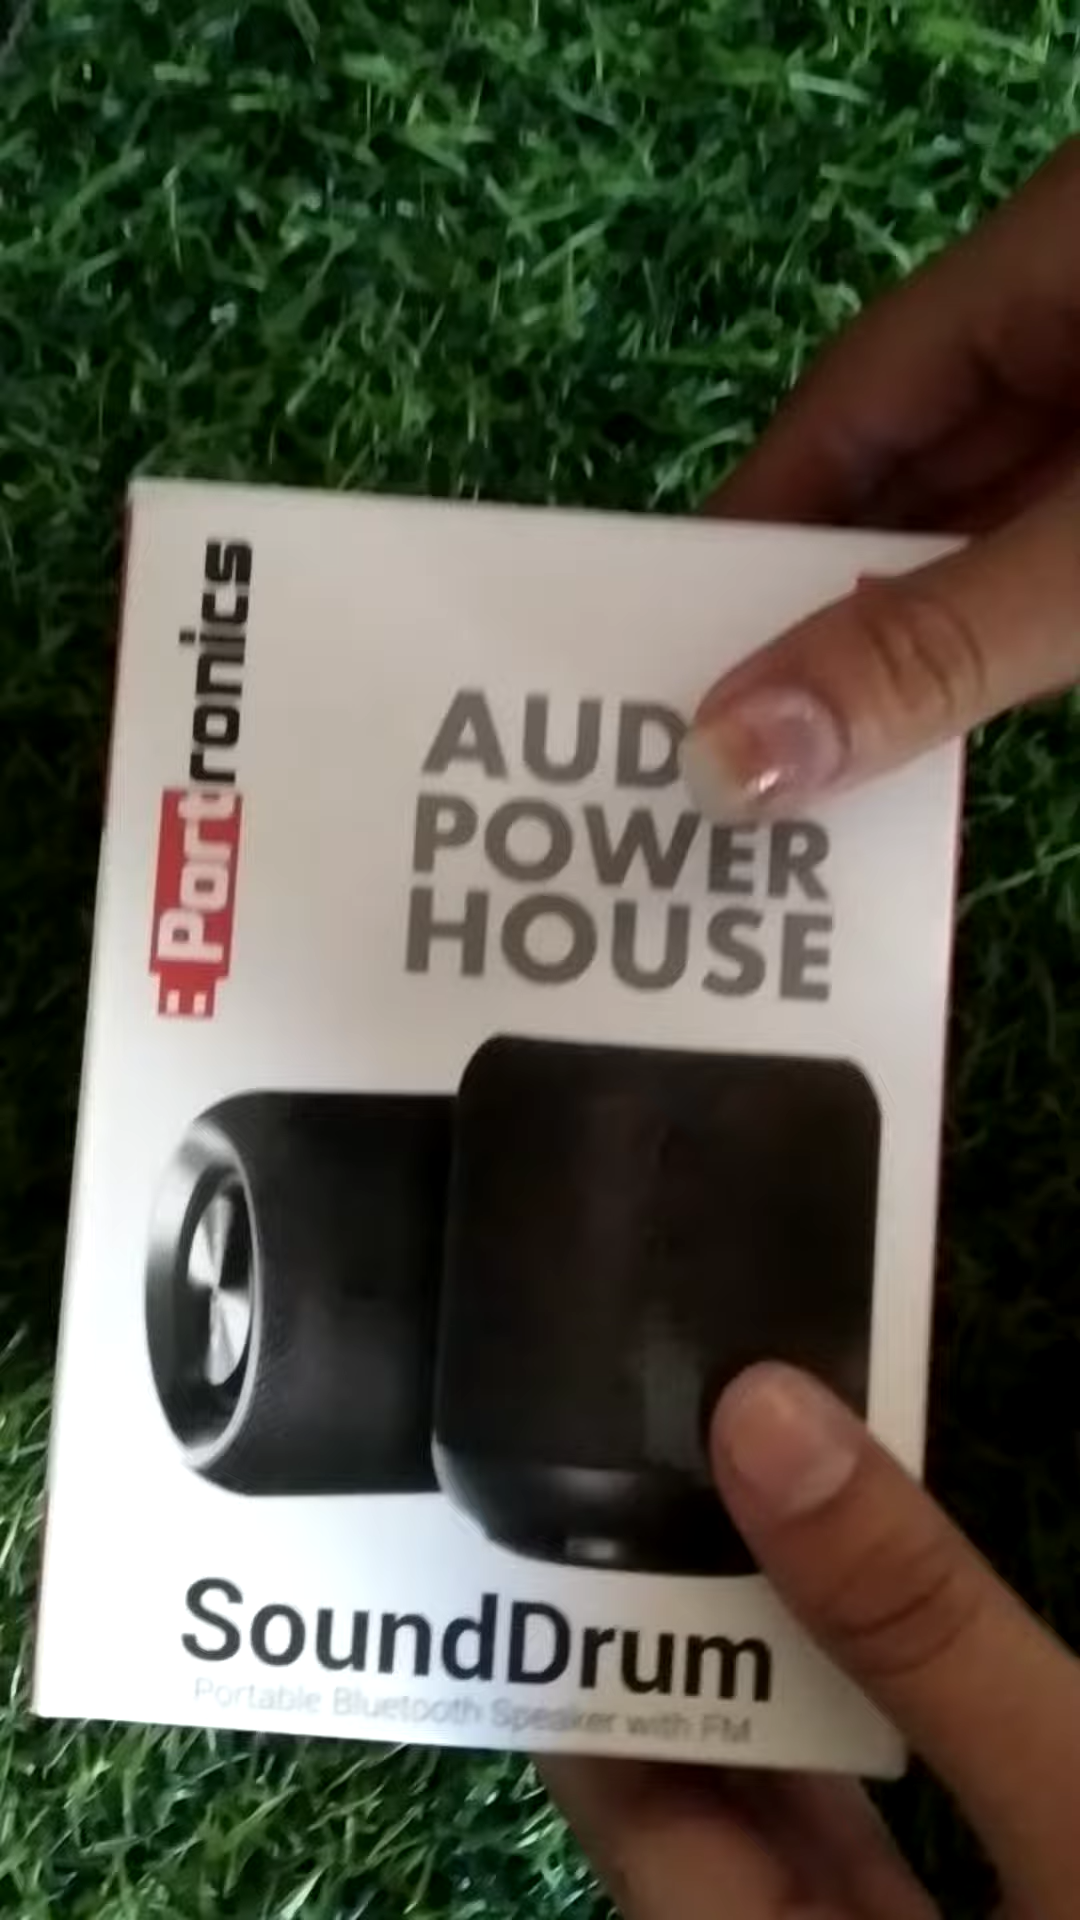 Portronics
AUD
POWER
HOUSE
SoundDrum
Portable Bluetooth Speaker with FM